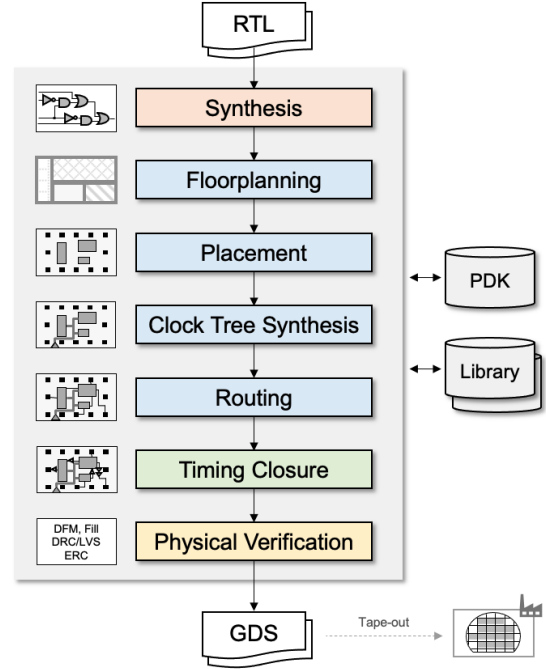 RTL
Synthesis
Floorplanning
Placement
PDK
Clock Tree Synthesis
Library
Routing
Timing Closure
DFM, Fill
DRC/LVS
ERC
Physical Verification
GDS
Tape-out